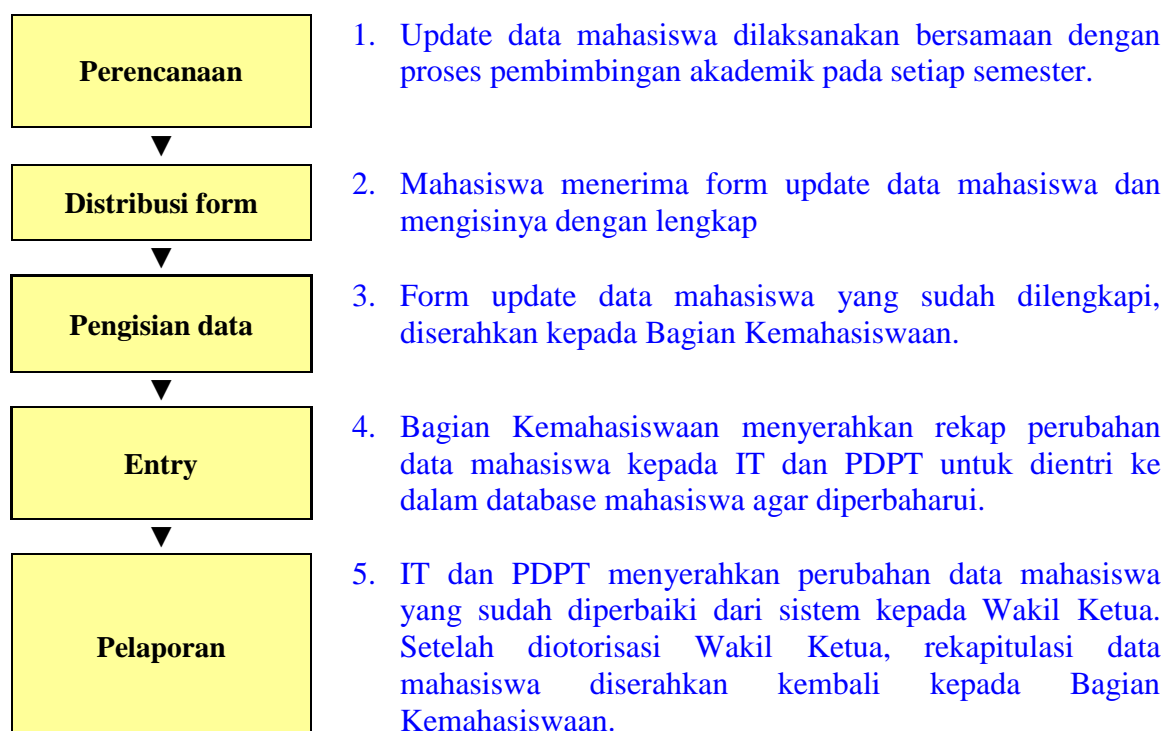 Perencanaan
1. Update data mahasiswa dilaksanakan bersamaan dengan
proses pembimbingan akademik pada setiap semester.
Distribusi form
2. Mahasiswa menerima form update data mahasiswa dan
mengisinya dengan lengkap
Pengisian data
3. Form update data mahasiswa yang sudah dilengkapi,
diserahkan kepada Bagian Kemahasiswaan.
Entry
4. Bagian Kemahasiswaan menyerahkan rekap perubahan
data mahasiswa kepada IT dan PDPT untuk dientri ke
dalam database mahasiswa agar diperbaharui.
Pelaporan
5. IT dan PDPT menyerahkan perubahan data mahasiswa
yang sudah diperbaiki dari sistem kepada Wakil Ketua.
Setelah diotorisasi Wakil Ketua, rekapitulasi data
mahasiswa diserahkan kembali kepada Bagian
Kemahasiswaan.